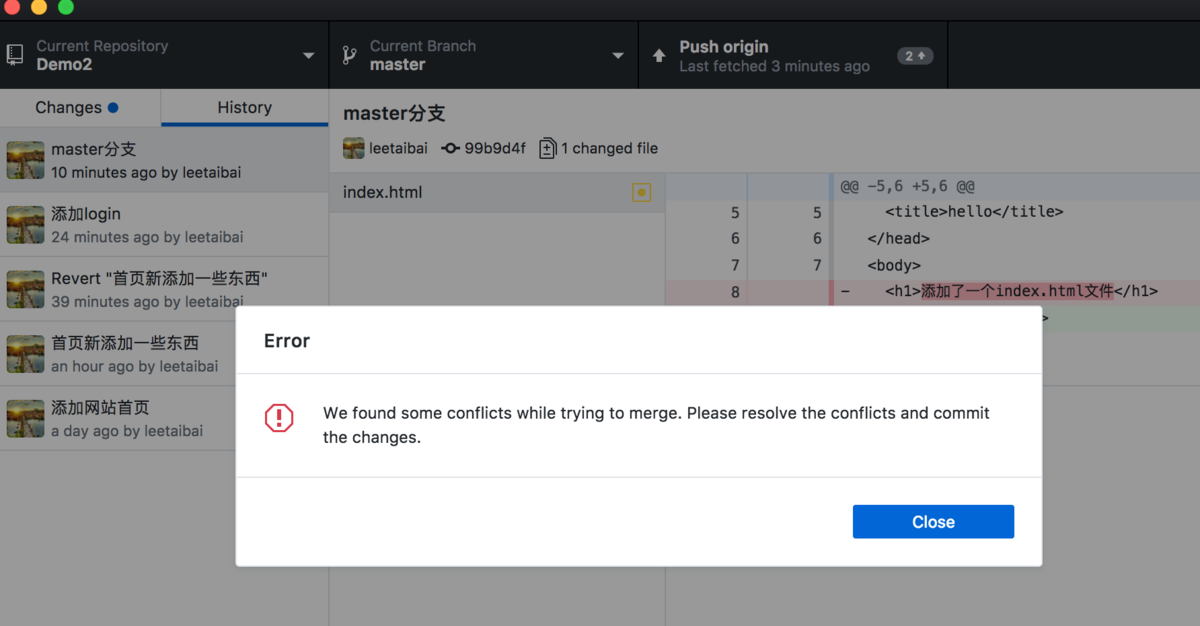 Current Repository
Demo2
Current Branch
master
Push origin
Last fetched 3 minutes ago
2
Changes
History
master分支
10 minutes ago by leetaibai
添加login
24 minutes ago by leetaibai
Revert "首页新添加一些东西"
39 minutes ago by leetaibai
首页新添加一些东西
an hour ago by leetaibai
添加网站首页
a day ago by leetaibai
master分支
leetaibai 99b9d4f 1 changed file
index.html
@@ -5,6 +5,6 @@
5 5 <title>hello</title>
6 6 </head>
7 7 <body>
8 - <h1>添加了一个index.html文件</h1>
>
Error
We found some conflicts while trying to merge. Please resolve the conflicts and commit
the changes.
Close